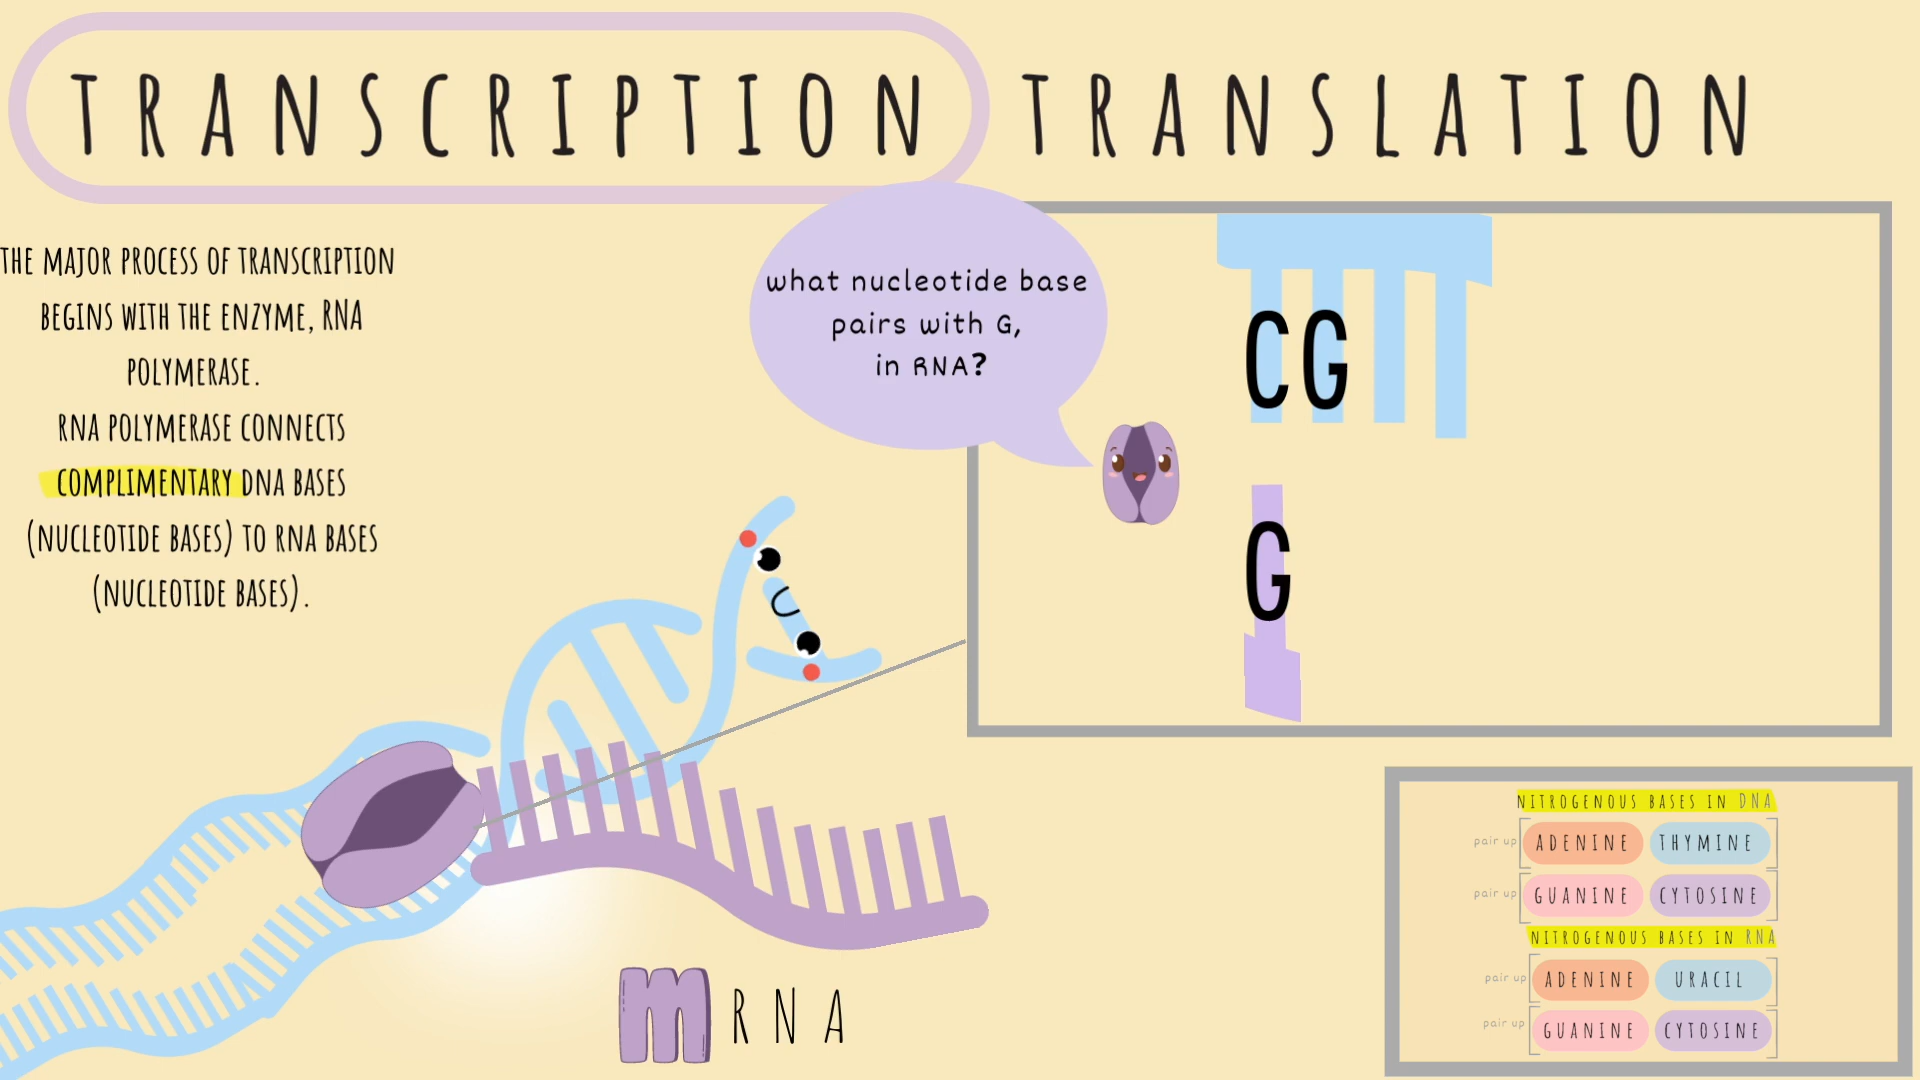 TRANSCRIPTION TRANSLATION
THE MAJOR PROCESS OF TRANSCRIPTION
BEGINS WITH THE ENZYME, RNA
POLYMERASE.
RNA POLYMERASE CONNECTS
COMPLIMENTARY DNA BASES
(NUCLEOTIDE BASES) TO RNA BASES
(NUCLEOTIDE BASES).
what nucleotide base
pairs with G,
in RNA?
CG
G
mRNA
NITROGENOUS BASES IN DNA
pair up ADENINE THYMINE
pair up GUANINE CYTOSINE
NITROGENOUS BASES IN RNA
pair up ADENINE URACIL
pair up GUANINE CYTOSINE